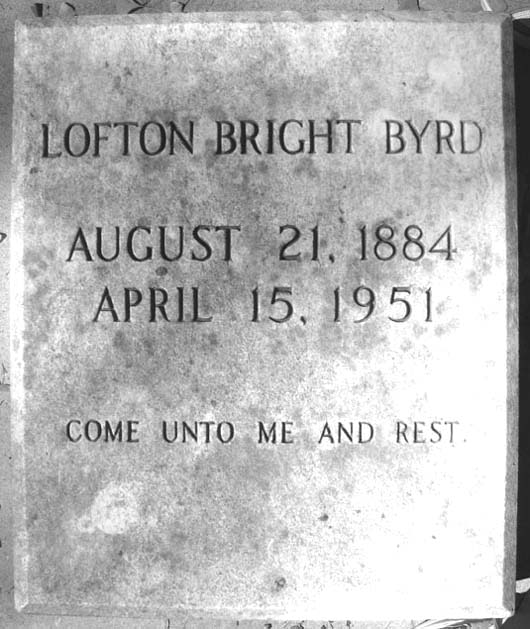 LOFTON BRIGHT BYRD
AUGUST 21, 1884
APRIL 15, 1951
COME UNTO ME AND REST.